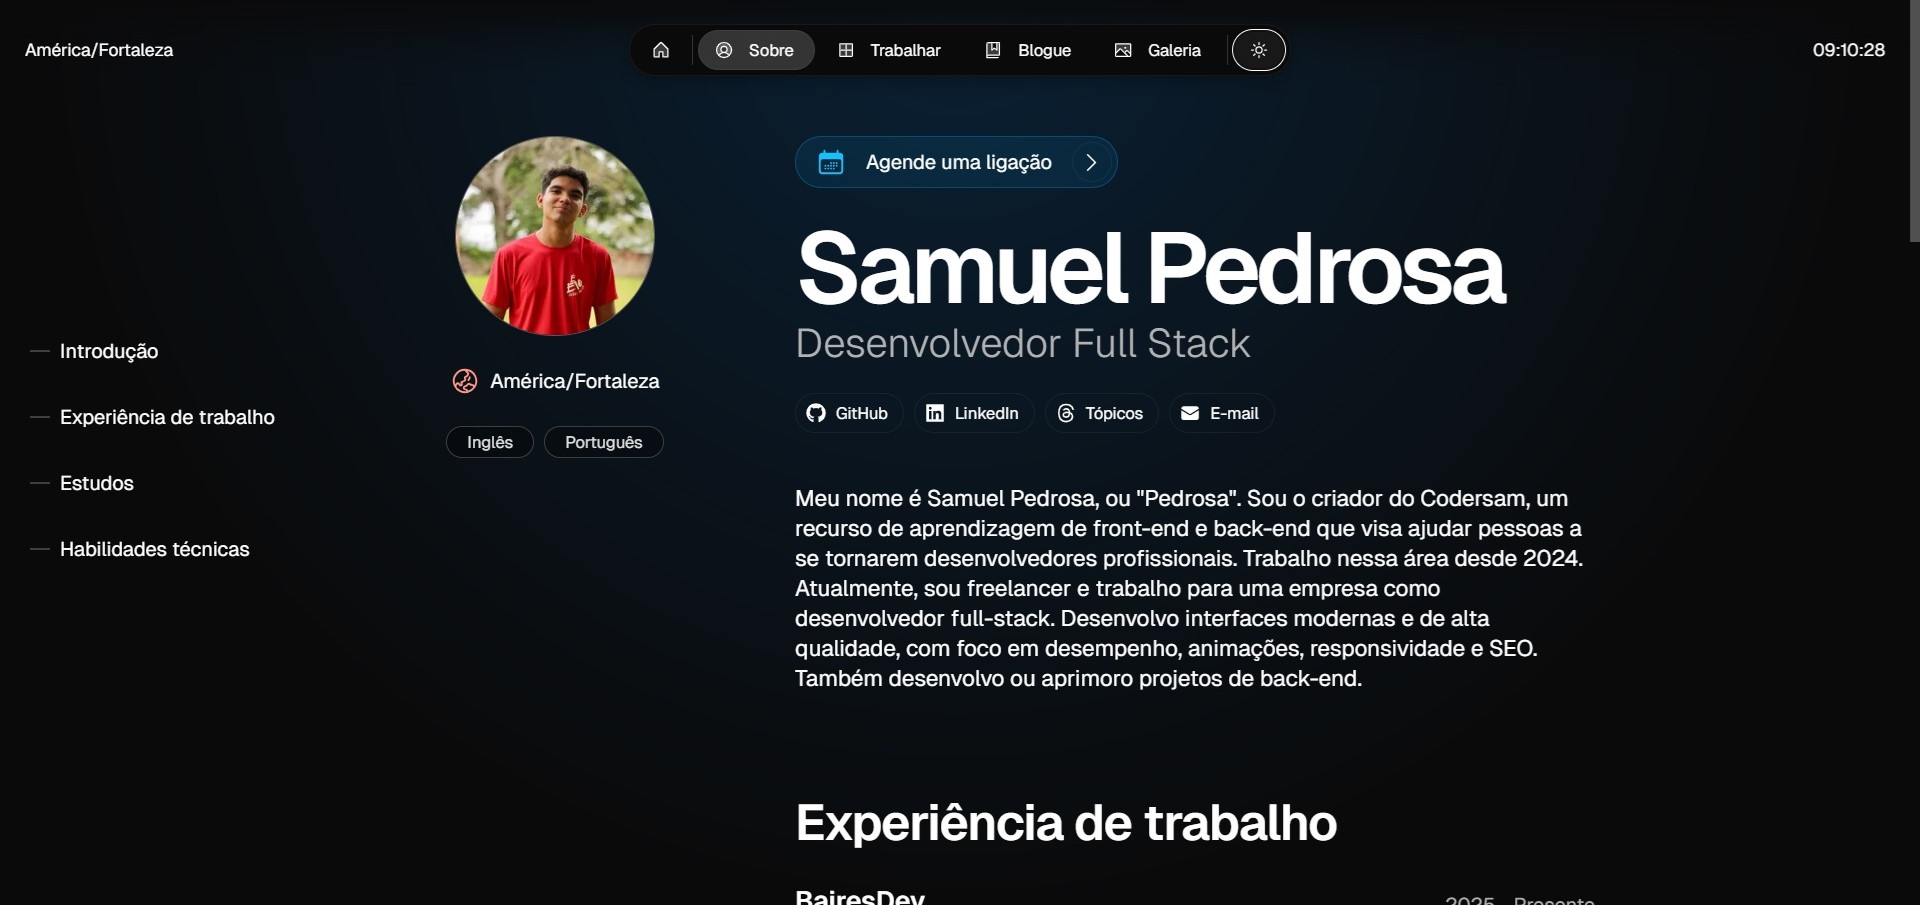 América/Fortaleza
Sobre
Trabalhar
Blogue
Galeria
09:10:28
Introdução
Experiência de trabalho
Estudos
Habilidades técnicas
América/Fortaleza
Inglês
Português
Agende uma ligação
Samuel Pedrosa
Desenvolvedor Full Stack
GitHub
LinkedIn
Tópicos
E-mail
Meu nome é Samuel Pedrosa, ou "Pedrosa". Sou o criador do Codersam, um
recurso de aprendizagem de front-end e back-end que visa ajudar pessoas a
se tornarem desenvolvedores profissionais. Trabalho nessa área desde 2024.
Atualmente, sou freelancer e trabalho para uma empresa como
desenvolvedor full-stack. Desenvolvo interfaces modernas e de alta
qualidade, com foco em desempenho, animações, responsividade e SEO.
Também desenvolvo ou aprimoro projetos de back-end.
Experiência de trabalho
BairesDev
2025 - Presente